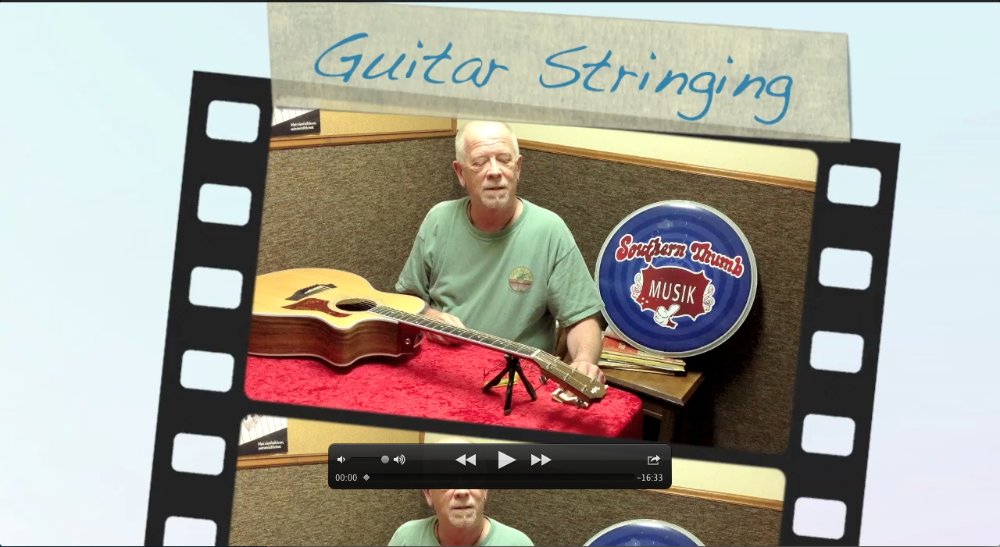 Guitar Stringing
Southern Thumb
MUSIK
00:00
-16:33